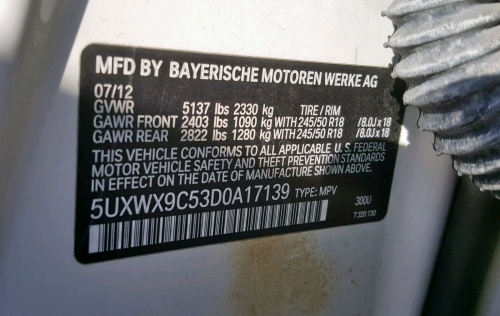 MFD BY BAYERISCHE MOTOREN WERKE AG
07/12
GVWR 5137 lbs 2330 kg TIRE / RIM
GAWR FRONT 2403 lbs 1090 kg WITH 245/50 R18 / 8.0J x 18
GAWR REAR 2822 lbs 1280 kg WITH 245/50 R18 / 8.0J x 18
THIS VEHICLE CONFORMS TO ALL APPLICABLE U. S. FEDERAL
MOTOR VEHICLE SAFETY AND THEFT PREVENTION STANDARDS
IN EFFECT ON THE DATE OF MANUFACTURE SHOWN ABOVE.
5UXWX9C53D0A17139 TYPE: MPV
300U
7 320 730